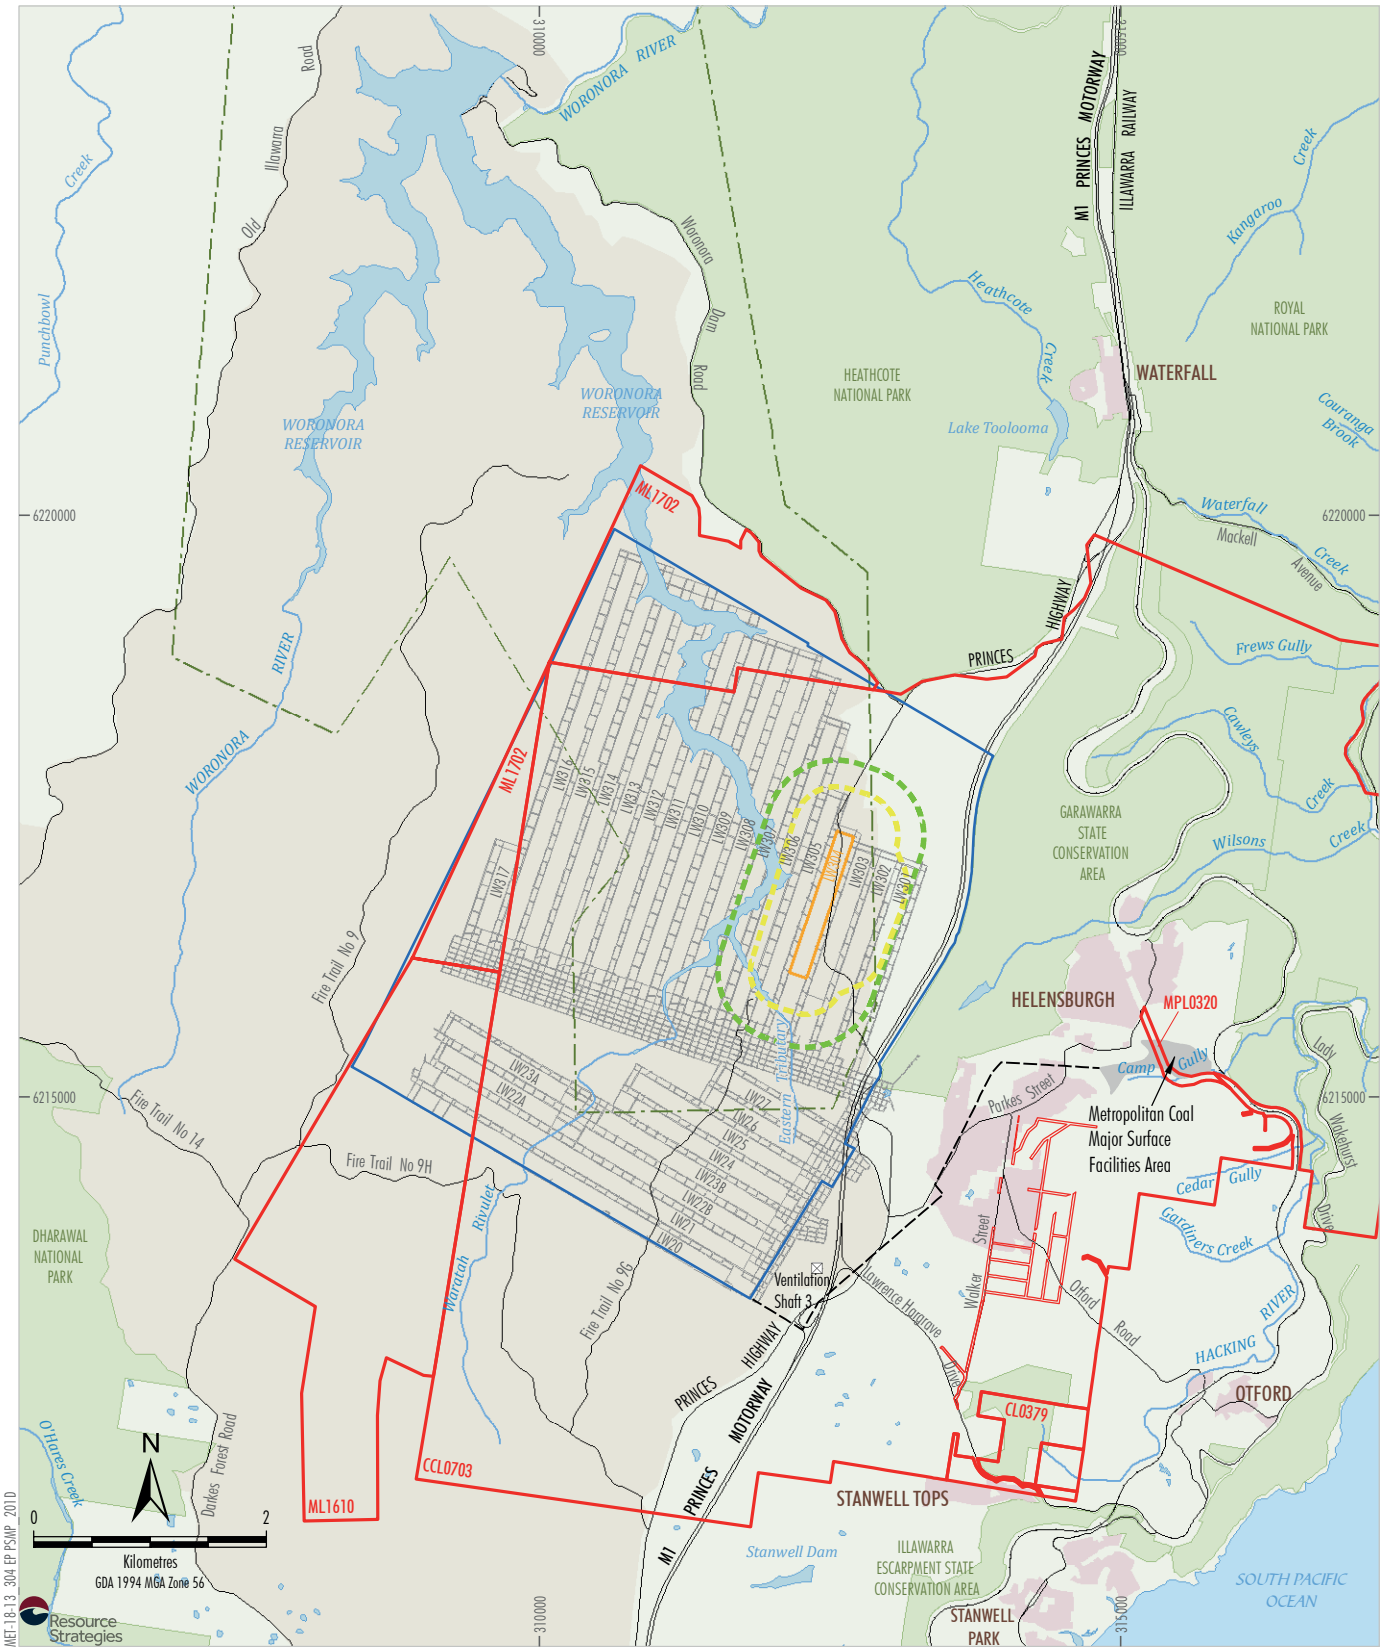 310000
315000
Road
Illawarra
Old
WORONORA RIVER
M1 PRINCES MOTORWAY
ILLAWARRA RAILWAY
Creek
Punchbowl
Creek
Kangaroo
Woronora
Dam
Road
Heathcote
Creek
ROYAL
NATIONAL PARK
HEATHCOTE
NATIONAL PARK
WATERFALL
WORONORA
RESERVOIR
WORONORA
RESERVOIR
Lake Toolooma
Couranga
Brook
ML1702
6220000
6220000
Waterfall
Creek
Mackell
Avenue
HIGHWAY
PRINCES
RIVER
WORONORA
Frews Gully
Cawleys
Creek
Wilsons
Creek
GARAWARRA
STATE
CONSERVATION
AREA
ML1702
LW316
LW315
LW314
LW313
LW312
LW311
LW310
LW309
LW308
LW307
LW306
LW305
LW304
LW303
LW302
LW301
LW317
Fire Trail No 9
HELENSBURGH
MPL0320
Camp
Gully
Lady
Wakehurst
Drive
Parkes Street
6215000
6215000
Metropolitan Coal
Major Surface
Facilities Area
LW23A
LW22A
LW27
LW26
LW25
LW24
LW23B
LW22B
LW21
LW20
Eastern Tributary
Fire Trail No 14
Fire Trail No 9H
Cedar Gully
Gardiners Creek
DHARAWAL
NATIONAL
PARK
Waratah Rivulet
Fire Trail No 9G
Ventilation
Shaft 3
Lawrence Hargrave
Drive
Walker
Street
Otford
Road
HACKING RIVER
OTFORD
PRINCES HIGHWAY
M1 PRINCES MOTORWAY
CL0379
CCL0703
ML1610
STANWELL TOPS
O'Hares Creek
Darkes Forest Road
N
0
2
Kilometres
GDA 1994 MGA Zone 56
Stanwell Dam
ILLAWARRA
ESCARPMENT STATE
CONSERVATION AREA
STANWELL
PARK
SOUTH PACIFIC
OCEAN
MET-18-13 304 EP PSMP_201D
Resource
Strategies
310000
315000